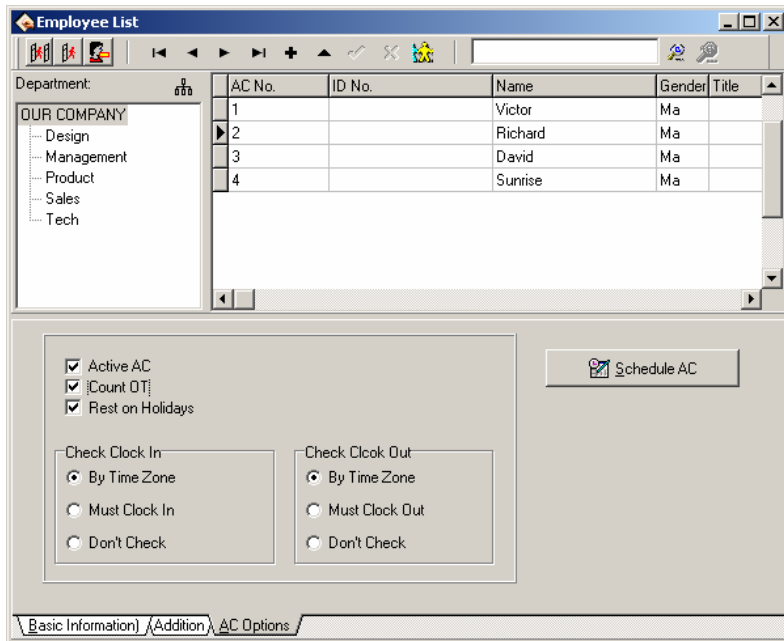 Employee List
Department:
OUR COMPANY
Design
Management
Product
Sales
Tech
AC No. ID No. Name Gender Title
1 Victor Ma
2 Richard Ma
3 David Ma
4 Sunrise Ma
Active AC
Count OT
Rest on Holidays
Schedule AC
Check Clock In
By Time Zone
Must Clock In
Don't Check
Check Clcok Out
By Time Zone
Must Clock Out
Don't Check
Basic Information) Addition AC Options